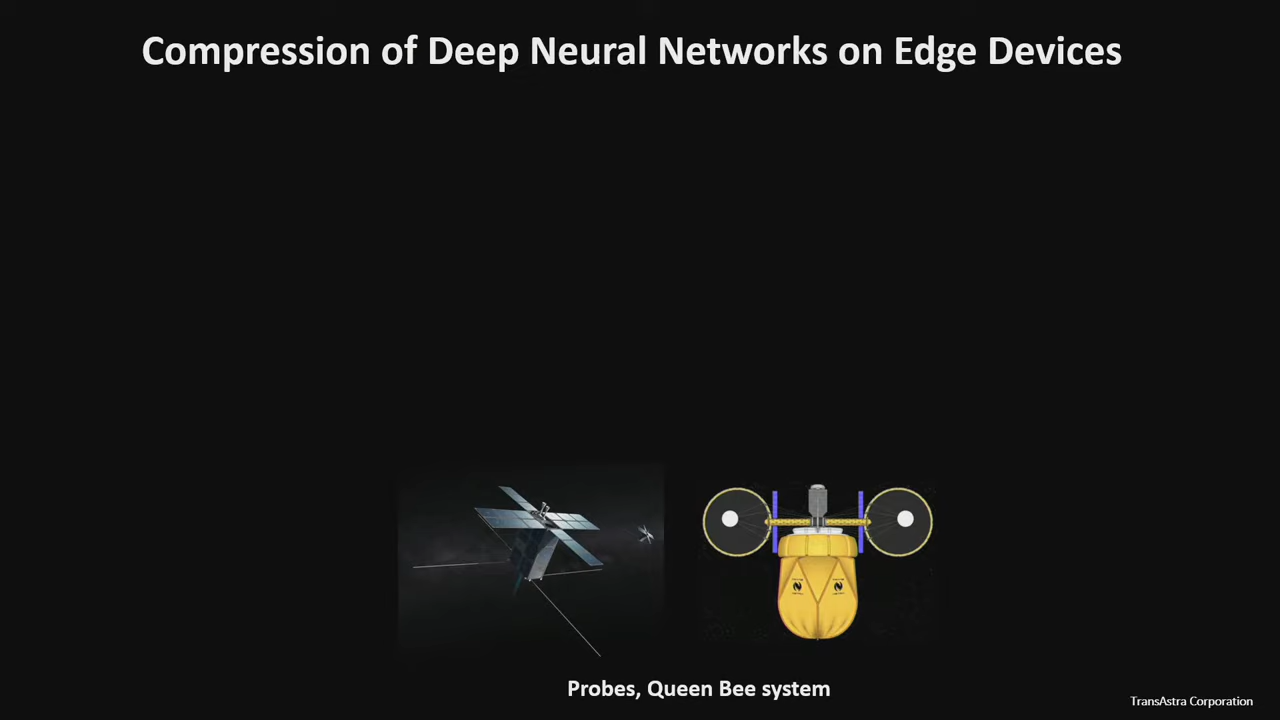 Compression of Deep Neural Networks on Edge Devices
Probes, Queen Bee system
TransAstra Corporation